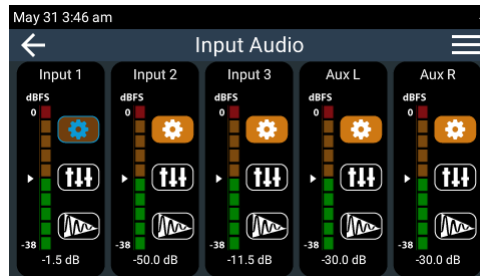 May 31 3:46 am
Input Audio
Input 1 Input 2 Input 3 Aux L Aux R
dBFS dBFS dBFS dBFS dBFS
0 0 0 0 0
-38 -38 -38 -38 -38
-1.5 dB -50.0 dB -11.5 dB -30.0 dB -30.0 dB